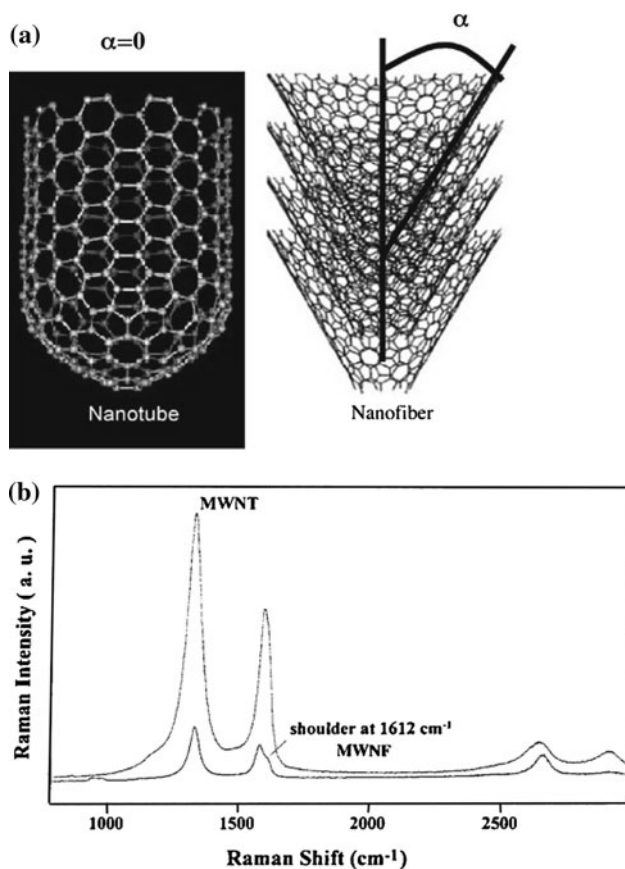 (a)
α=0
α
Nanotube
Nanofiber
(b)
MWNT
Raman Intensity ( a. u. )
shoulder at 1612 cm⁻¹
MWNF
1000 1500 2000 2500
Raman Shift (cm⁻¹)